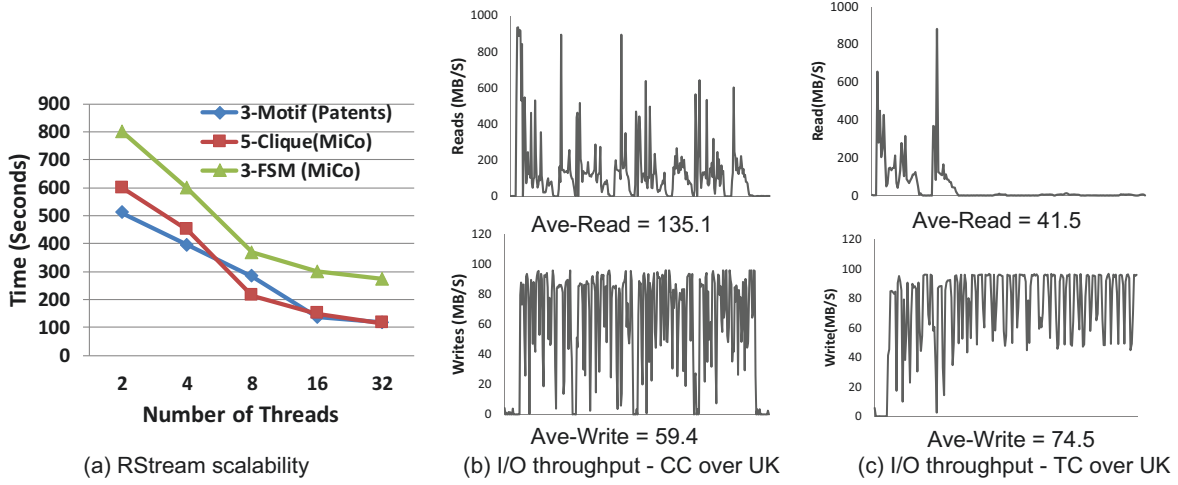 900
800
700
600
500
400
300
200
100
0
Time (Seconds)
3-Motif (Patents)
5-Clique(MiCo)
3-FSM (MiCo)
2 4 8 16 32
Number of Threads
(a) RStream scalability
1000
800
600
400
200
0
Reads (MB/S)
Ave-Read = 135.1
120
100
80
60
40
20
0
Writes (MB/S)
Ave-Write = 59.4
(b) I/O throughput - CC over UK
1000
800
600
400
200
0
Read(MB/S)
Ave-Read = 41.5
120
100
80
60
40
20
0
Write(MB/S)
Ave-Write = 74.5
(c) I/O throughput - TC over UK